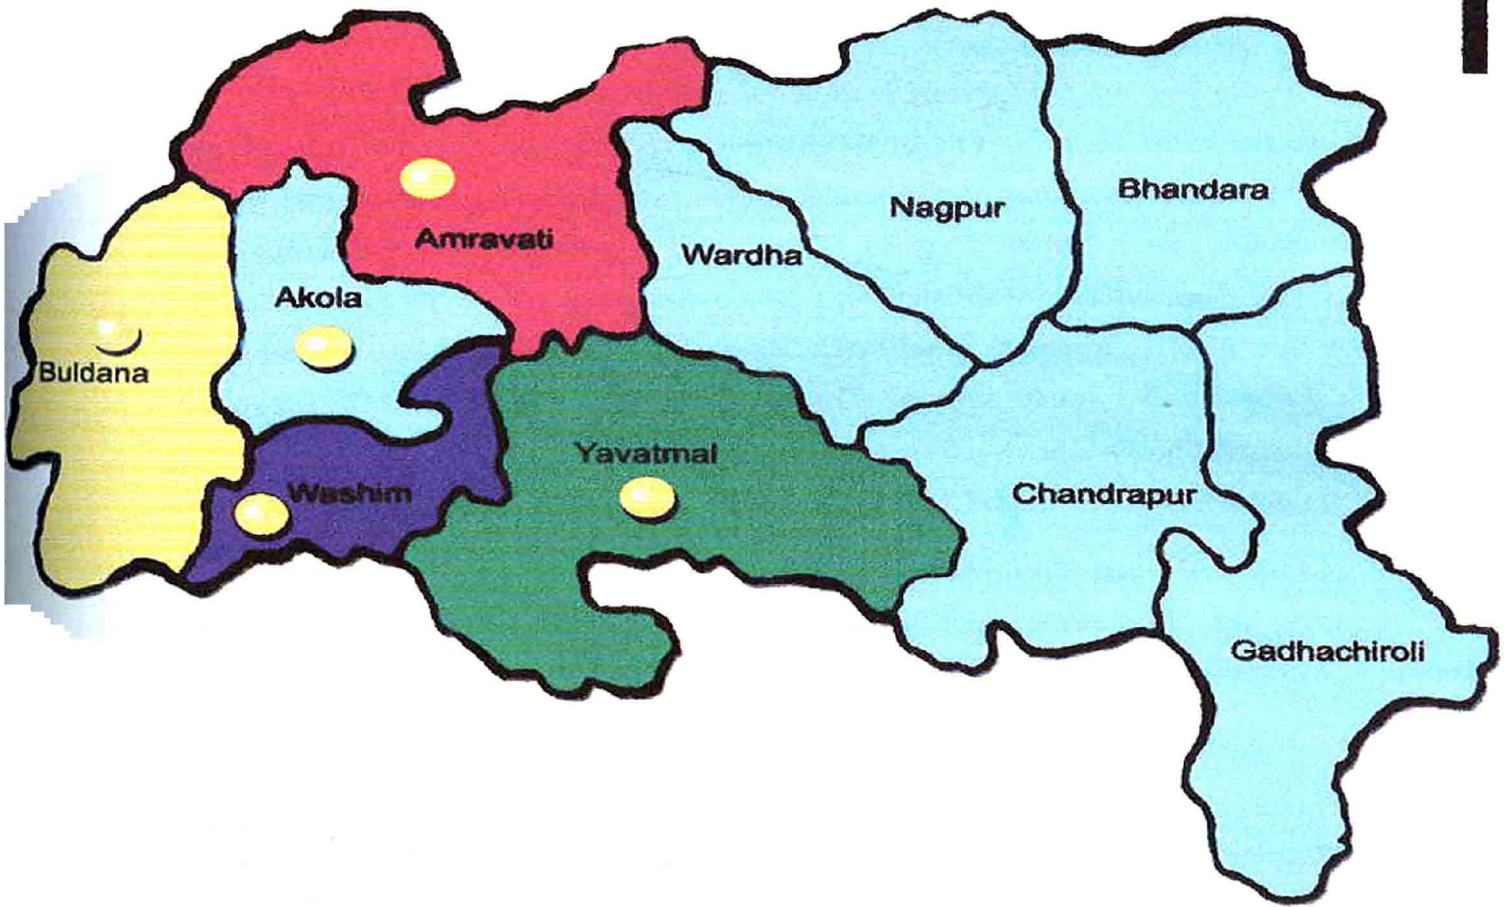 Bhandara
Nagpur
Amravati
Wardha
Akola
Buldana
Yavatmal
Washim
Chandrapur
Gadhachiroli